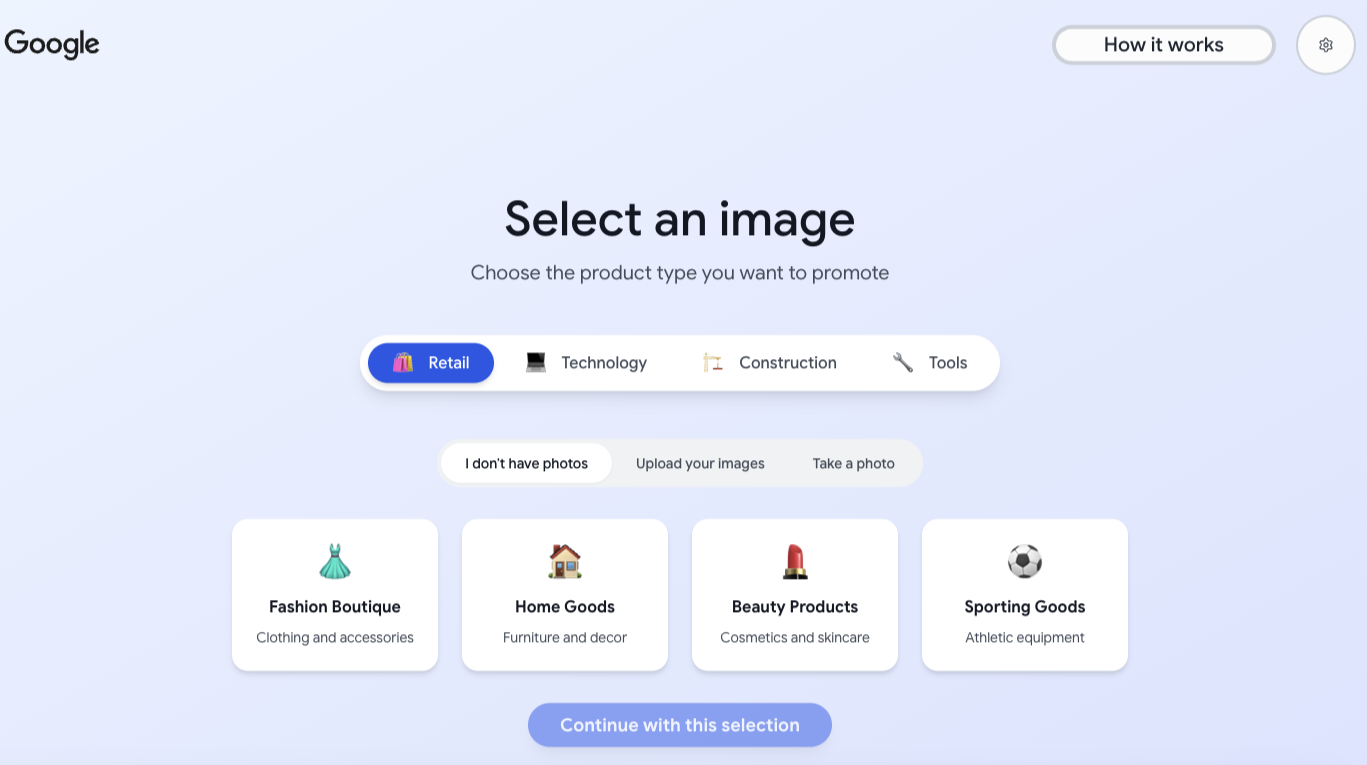 Google
How it works
Select an image
Choose the product type you want to promote
Retail
Technology
Construction
Tools
I don't have photos
Upload your images
Take a photo
Fashion Boutique
Clothing and accessories
Home Goods
Furniture and decor
Beauty Products
Cosmetics and skincare
Sporting Goods
Athletic equipment
Continue with this selection